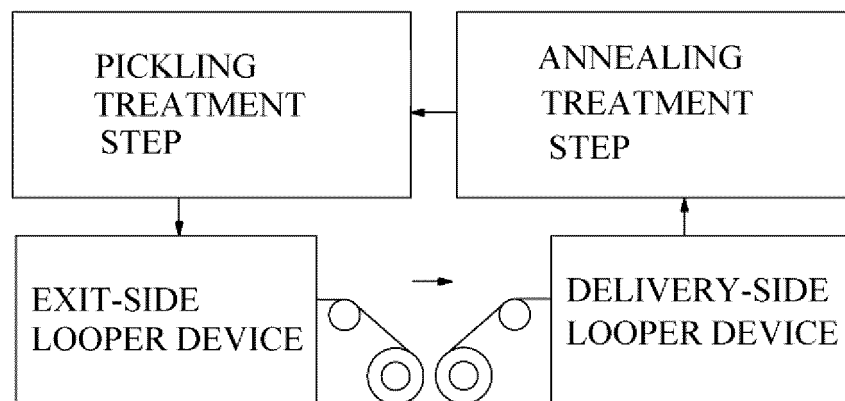 PICKLING
TREATMENT
STEP
ANNEALING
TREATMENT
STEP
EXIT-SIDE
LOOPER DEVICE
DELIVERY-SIDE
LOOPER DEVICE